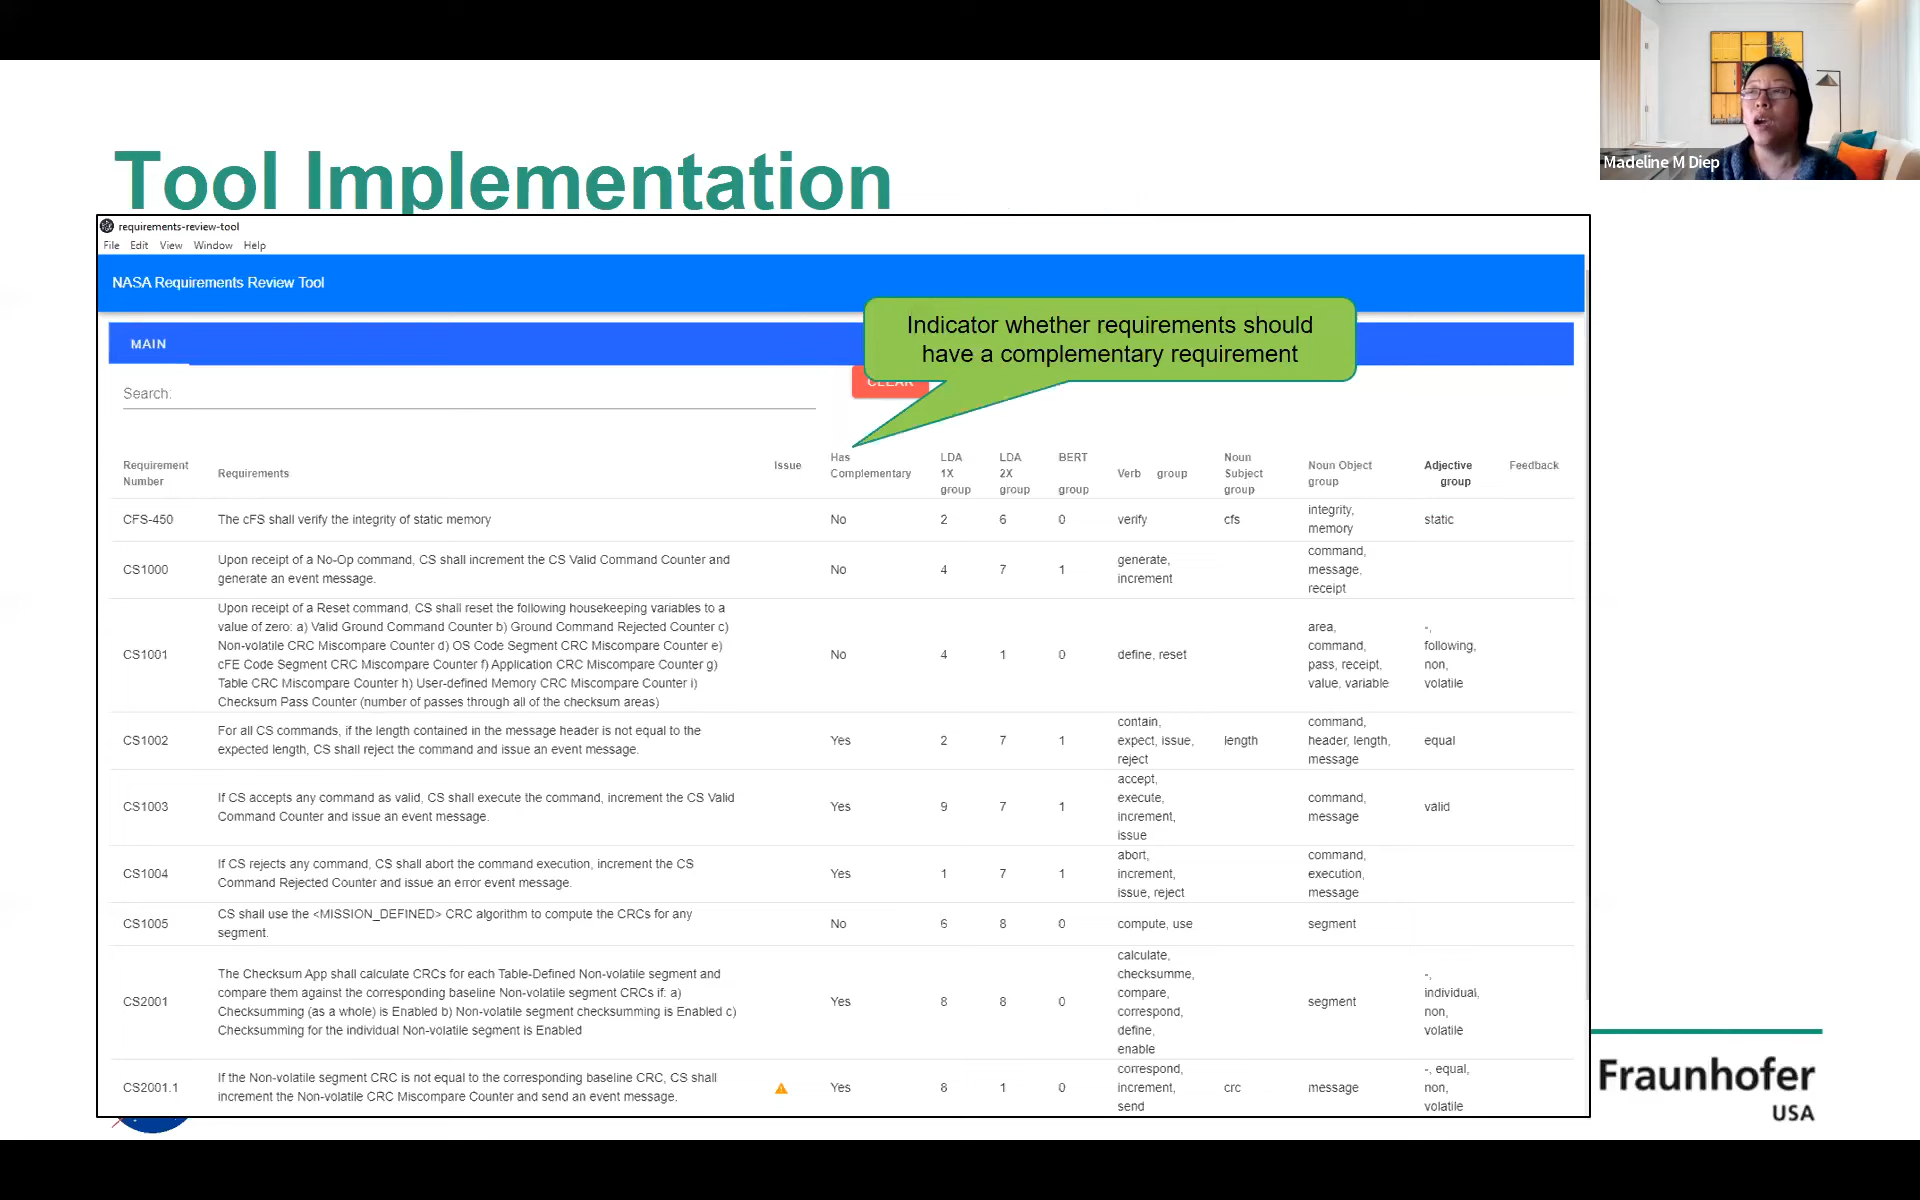 Madeline M Diep
Tool Implementation
requirements-review-tool
File Edit View Window Help
NASA Requirements Review Tool
Indicator whether requirements should
have a complementary requirement
MAIN
CLEAR
Search:
Requirement Number Requirements Issue Has Complementary LDA 1X group LDA 2X group BERT group Verb group Noun Subject group Noun Object group Adjective group Feedback
CFS-450 The cFS shall verify the integrity of static memory No 2 6 0 verify cfs integrity, memory static
CS1000 Upon receipt of a No-Op command, CS shall increment the CS Valid Command Counter and
generate an event message. No 4 7 1 generate, increment command, message, receipt
CS1001 Upon receipt of a Reset command, CS shall reset the following housekeeping variables to a
value of zero: a) Valid Ground Command Counter b) Ground Command Rejected Counter c)
Non-volatile CRC Miscompare Counter d) OS Code Segment CRC Miscompare Counter e)
cFE Code Segment CRC Miscompare Counter f) Application CRC Miscompare Counter g)
Table CRC Miscompare Counter h) User-defined Memory CRC Miscompare Counter i)
Checksum Pass Counter (number of passes through all of the checksum areas) No 4 1 0 define, reset area, command, pass, receipt, value, variable -, following, non, volatile
CS1002 For all CS commands, if the length contained in the message header is not equal to the
expected length, CS shall reject the command and issue an event message. Yes 2 7 1 contain, expect, issue, reject length command, header, length, message equal
CS1003 If CS accepts any command as valid, CS shall execute the command, increment the CS Valid
Command Counter and issue an event message. Yes 9 7 1 accept, execute, increment, issue command, message valid
CS1004 If CS rejects any command, CS shall abort the command execution, increment the CS
Command Rejected Counter and issue an error event message. Yes 1 7 1 abort, increment, issue, reject command, execution, message
CS1005 CS shall use the <MISSION_DEFINED> CRC algorithm to compute the CRCs for any
segment. No 6 8 0 compute, use segment
CS2001 The Checksum App shall calculate CRCs for each Table-Defined Non-volatile segment and
compare them against the corresponding baseline Non-volatile segment CRCs if: a)
Checksumming (as a whole) is Enabled b) Non-volatile segment checksumming is Enabled c)
Checksumming for the individual Non-volatile segment is Enabled Yes 8 8 0 calculate, checksumme, compare, correspond, define, enable segment -, individual, non, volatile
CS2001.1 If the Non-volatile segment CRC is not equal to the corresponding baseline CRC, CS shall
increment the Non-volatile CRC Miscompare Counter and send an event message. Yes 8 1 0 correspond, increment, send crc message -, equal, non, volatile
Fraunhofer
USA